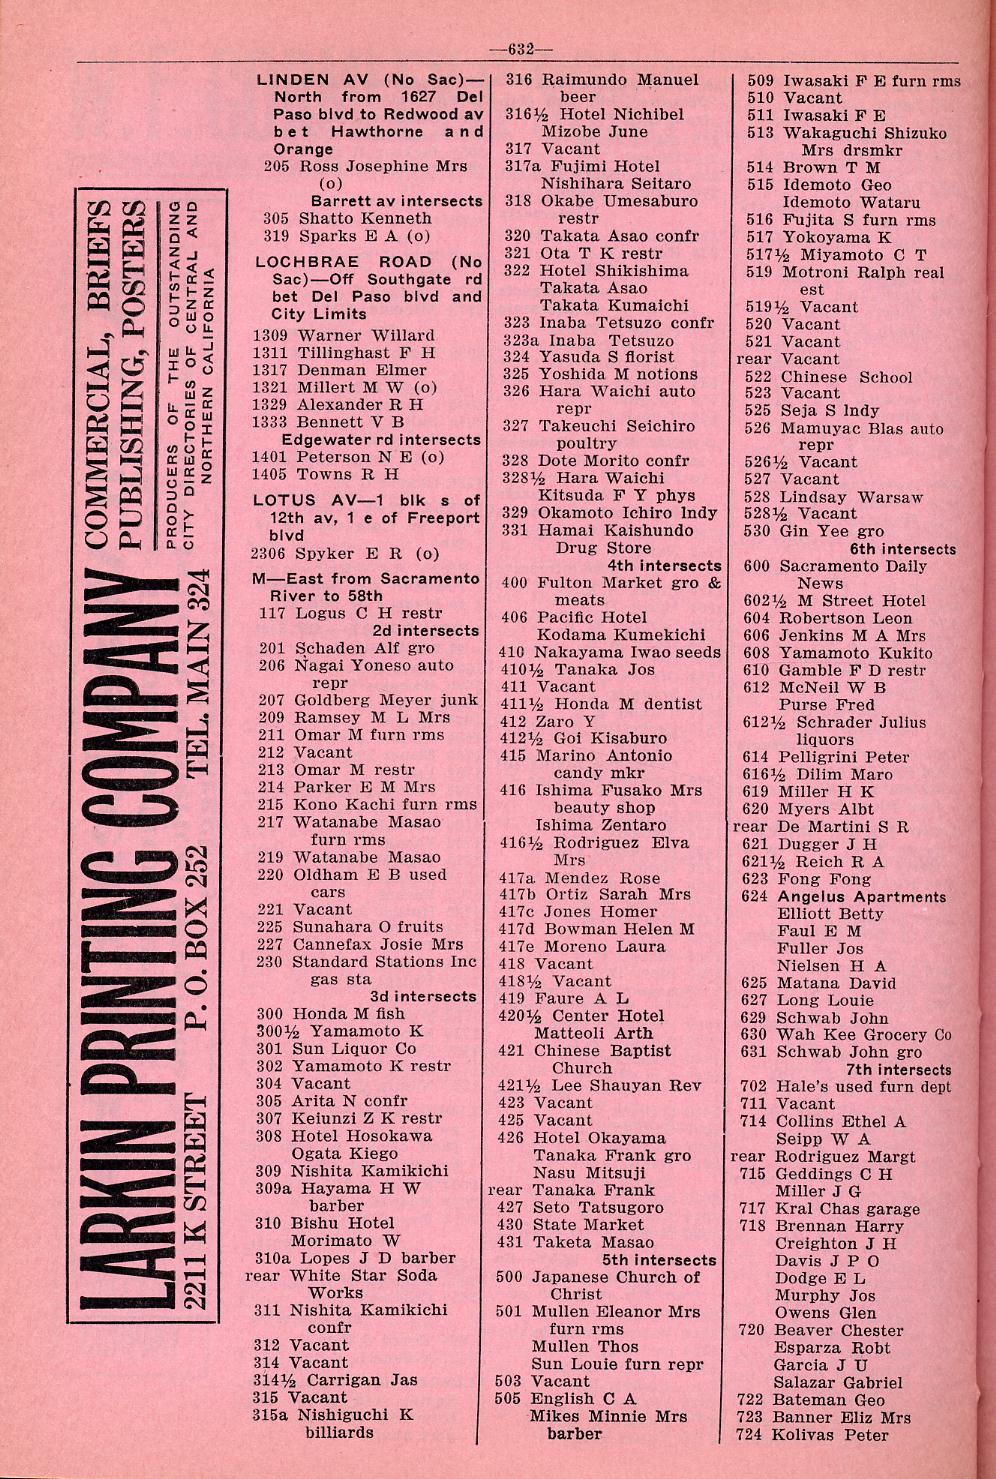 —632—
COMMERCIAL, BRIEFS
PUBLISHING, POSTERS
PRODUCERS OF THE OUTSTANDING
CITY DIRECTORIES OF CENTRAL AND
NORTHERN CALIFORNIA
LARKIN PRINTING COMPANY
2211 K STREET P. O. BOX 252 TEL. MAIN 324
LINDEN AV (No Sac)—
North from 1627 Del
Paso blvd to Redwood av
bet Hawthorne and
Orange
205 Ross Josephine Mrs
(o)
Barrett av intersects
305 Shatto Kenneth
319 Sparks E A (o)
LOCHBRAE ROAD (No
Sac)—Off Southgate rd
bet Del Paso blvd and
City Limits
1309 Warner Willard
1311 Tillinghast F H
1317 Denman Elmer
1321 Millert M W (o)
1329 Alexander R H
1333 Bennett V B
Edgewater rd intersects
1401 Peterson N E (o)
1405 Towns R H
LOTUS AV—1 blk s of
12th av, 1 e of Freeport
blvd
2306 Spyker E R (o)
M—East from Sacramento
River to 58th
117 Logus C H restr
2d intersects
201 Schaden Alf gro
206 Nagai Yoneso auto
repr
207 Goldberg Meyer junk
209 Ramsey M L Mrs
211 Omar M furn rms
212 Vacant
213 Omar M restr
214 Parker E M Mrs
215 Kono Kachi furn rms
217 Watanabe Masao
furn rms
219 Watanabe Masao
220 Oldham E B used
cars
221 Vacant
225 Sunahara O fruits
227 Cannefax Josie Mrs
230 Standard Stations Inc
gas sta
3d intersects
300 Honda M fish
300½ Yamamoto K
301 Sun Liquor Co
302 Yamamoto K restr
304 Vacant
305 Arita N confr
307 Keiunzi Z K restr
308 Hotel Hosokawa
Ogata Kiego
309 Nishita Kamikichi
309a Hayama H W
barber
310 Bishu Hotel
Morimato W
310a Lopes J D barber
rear White Star Soda
Works
311 Nishita Kamikichi
confr
312 Vacant
314 Vacant
314½ Carrigan Jas
315 Vacant
315a Nishiguchi K
billiards
316 Raimundo Manuel
beer
316½ Hotel Nichibel
Mizobe June
317 Vacant
317a Fujimi Hotel
Nishihara Seitaro
318 Okabe Umesaburo
restr
320 Takata Asao confr
321 Ota T K restr
322 Hotel Shikishima
Takata Asao
Takata Kumaichi
323 Inaba Tetsuzo confr
323a Inaba Tetsuzo
324 Yasuda S florist
325 Yoshida M notions
326 Hara Waichi auto
repr
327 Takeuchi Seichiro
poultry
328 Dote Morito confr
328½ Hara Waichi
Kitsuda F Y phys
329 Okamoto Ichiro lndy
331 Hamai Kaishundo
Drug Store
4th intersects
400 Fulton Market gro &
meats
406 Pacific Hotel
Kodama Kumekichi
410 Nakayama Iwao seeds
410½ Tanaka Jos
411 Vacant
411½ Honda M dentist
412 Zaro Y
412½ Goi Kisaburo
415 Marino Antonio
candy mkr
416 Ishima Fusako Mrs
beauty shop
Ishima Zentaro
416½ Rodriguez Elva
Mrs
417a Mendez Rose
417b Ortiz Sarah Mrs
417c Jones Homer
417d Bowman Helen M
417e Moreno Laura
418 Vacant
418½ Vacant
419 Faure A L
420½ Center Hotel
Matteoli Arth
421 Chinese Baptist
Church
421½ Lee Shauyan Rev
423 Vacant
425 Vacant
426 Hotel Okayama
Tanaka Frank gro
Nasu Mitsuji
rear Tanaka Frank
427 Seto Tatsugoro
430 State Market
431 Taketa Masao
5th intersects
500 Japanese Church of
Christ
501 Mullen Eleanor Mrs
furn rms
Mullen Thos
Sun Louie furn repr
503 Vacant
505 English C A
Mikes Minnie Mrs
barber
509 Iwasaki F E furn rms
510 Vacant
511 Iwasaki F E
513 Wakaguchi Shizuko
Mrs drsmkr
514 Brown T M
515 Idemoto Geo
Idemoto Wataru
516 Fujita S furn rms
517 Yokoyama K
517½ Miyamoto C T
519 Motroni Ralph real
est
519½ Vacant
520 Vacant
521 Vacant
rear Vacant
522 Chinese School
523 Vacant
525 Seja S lndy
526 Mamuyac Blas auto
repr
526½ Vacant
527 Vacant
528 Lindsay Warsaw
528½ Vacant
530 Gin Yee gro
6th intersects
600 Sacramento Daily
News
602½ M Street Hotel
604 Robertson Leon
606 Jenkins M A Mrs
608 Yamamoto Kukito
610 Gamble F D restr
612 McNeil W B
Purse Fred
612½ Schrader Julius
liquors
614 Pelligrini Peter
616½ Dilim Maro
619 Miller H K
620 Myers Albt
rear De Martini S R
621 Dugger J H
621½ Reich R A
623 Fong Fong
624 Angelus Apartments
Elliott Betty
Faul E M
Fuller Jos
Nielsen H A
625 Matana David
627 Long Louie
629 Schwab John
630 Wah Kee Grocery Co
631 Schwab John gro
7th intersects
702 Hale's used furn dept
711 Vacant
714 Collins Ethel A
Seipp W A
rear Rodriguez Margt
715 Geddings C H
Miller J G
717 Kral Chas garage
718 Brennan Harry
Creighton J H
Davis J P O
Dodge E L
Murphy Jos
Owens Glen
720 Beaver Chester
Esparza Robt
Garcia J U
Salazar Gabriel
722 Bateman Geo
723 Banner Eliz Mrs
724 Kolivas Peter